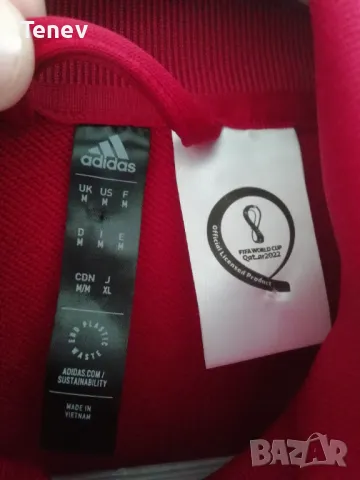 Tenev
adidas
UK US F
M M M
D I E
M M M
CDN J
M/M XL
END PLASTIC WASTE
ADIDAS.COM/
SUSTAINABILITY
MADE IN
VIETNAM
FIFA WORLD CUP
Qatar2022
Official Licensed Product
BAZAR
bg